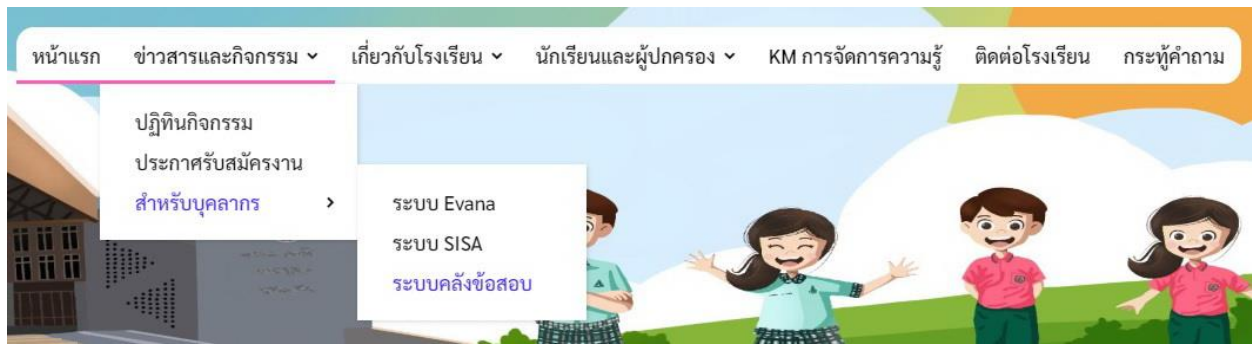 หน้าแรก ข่าวสารและกิจกรรม เกี่ยวกับโรงเรียน นักเรียนและผู้ปกครอง KM การจัดการความรู้ ติดต่อโรงเรียน กระทู้คำถาม
ปฏิทินกิจกรรม
ประกาศรับสมัครงาน
สำหรับบุคลากร
ระบบ Evana
ระบบ SISA
ระบบคลังข้อสอบ